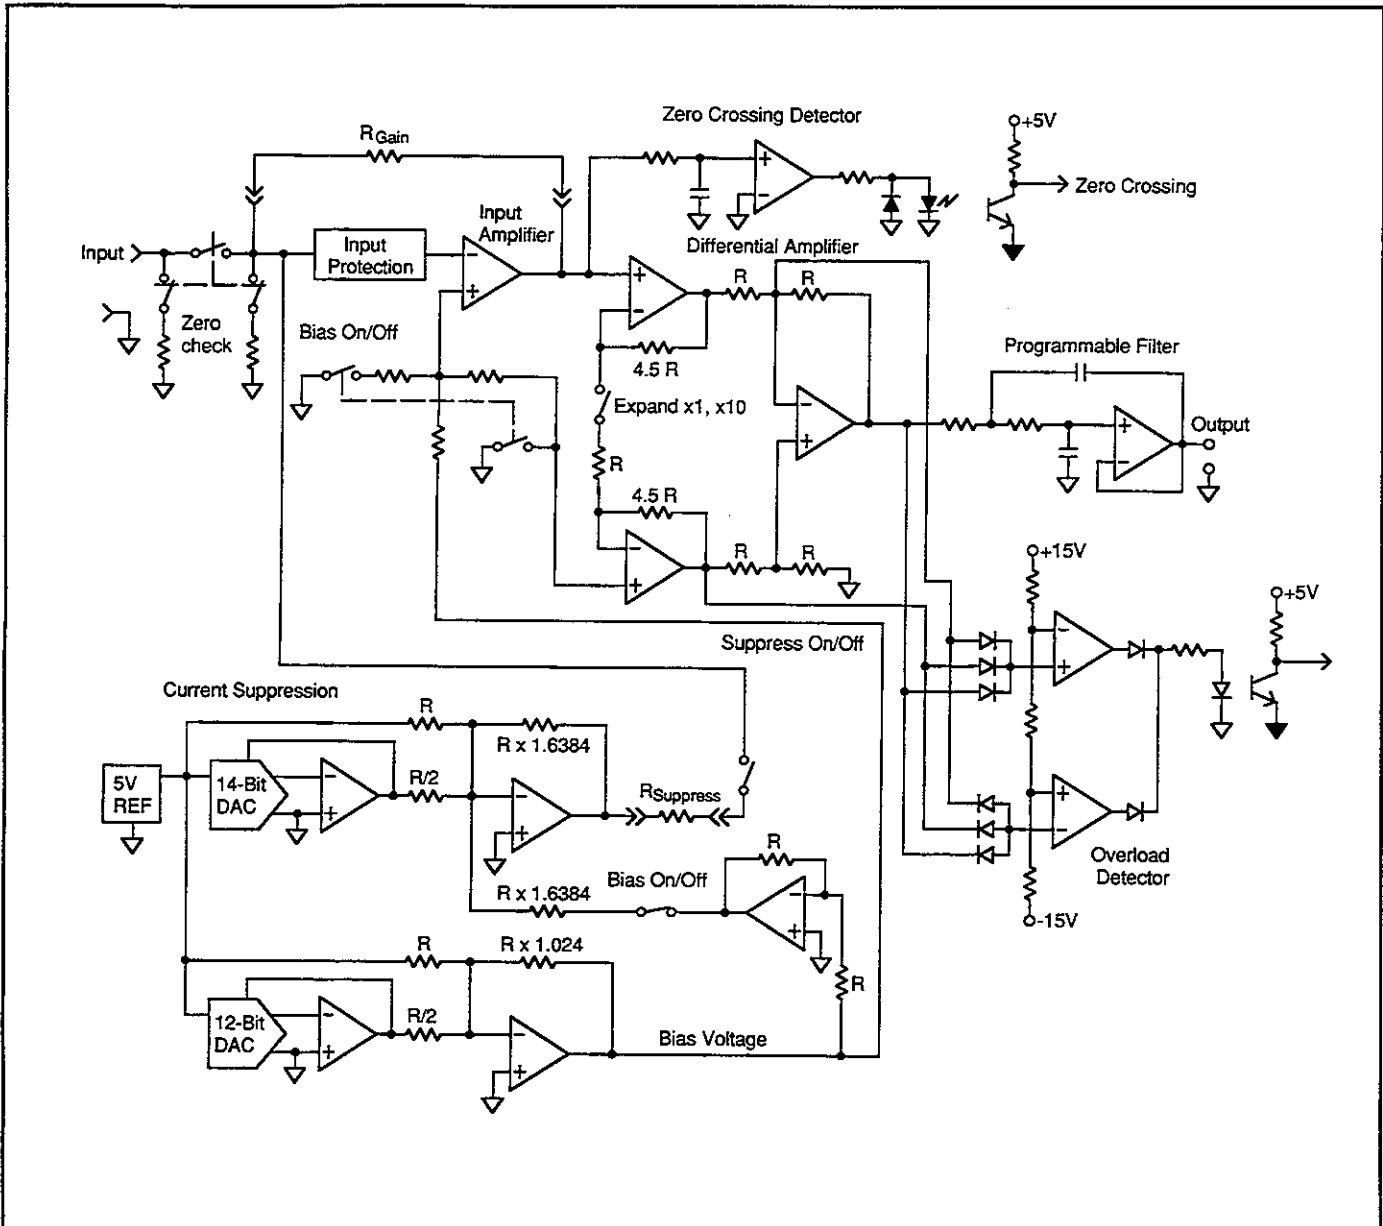 Zero Crossing Detector
+5V
R Gain
Zero Crossing
Input
Amplifier
Input
Input
Protection
Differential Amplifier
R
R
Zero
check
Bias On/Off
4.5 R
Programmable Filter
Expand x1, x10
Output
R
4.5 R
R
R
+15V
+5V
Suppress On/Off
Current Suppression
R
R x 1.6384
5V
REF
14-Bit
DAC
R/2
R Suppress
R
Overload
Detector
Bias On/Off
R x 1.6384
-15V
R
R x 1.024
R
12-Bit
DAC
R/2
Bias Voltage